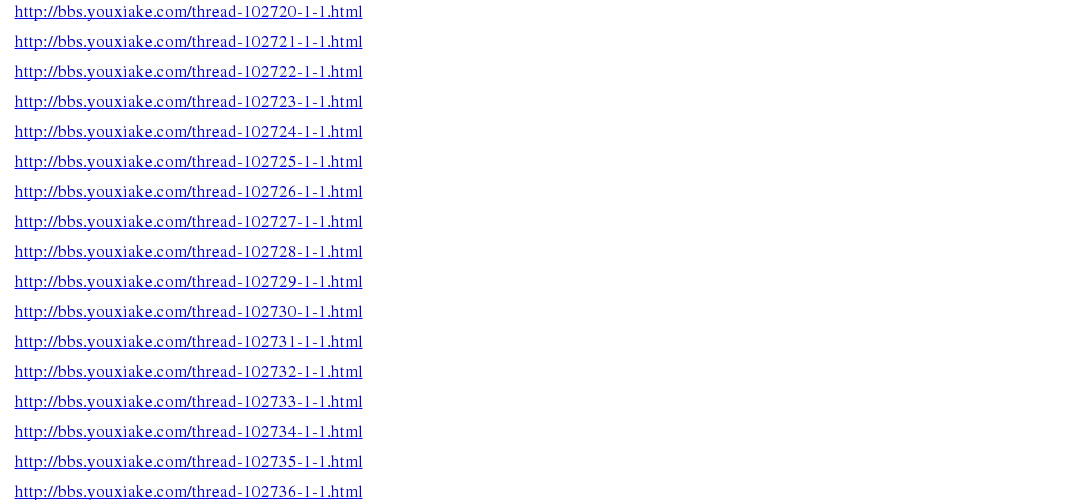 http://bbs.youxiake.com/thread-102720-1-1.html
http://bbs.youxiake.com/thread-102721-1-1.html
http://bbs.youxiake.com/thread-102722-1-1.html
http://bbs.youxiake.com/thread-102723-1-1.html
http://bbs.youxiake.com/thread-102724-1-1.html
http://bbs.youxiake.com/thread-102725-1-1.html
http://bbs.youxiake.com/thread-102726-1-1.html
http://bbs.youxiake.com/thread-102727-1-1.html
http://bbs.youxiake.com/thread-102728-1-1.html
http://bbs.youxiake.com/thread-102729-1-1.html
http://bbs.youxiake.com/thread-102730-1-1.html
http://bbs.youxiake.com/thread-102731-1-1.html
http://bbs.youxiake.com/thread-102732-1-1.html
http://bbs.youxiake.com/thread-102733-1-1.html
http://bbs.youxiake.com/thread-102734-1-1.html
http://bbs.youxiake.com/thread-102735-1-1.html
http://bbs.youxiake.com/thread-102736-1-1.html